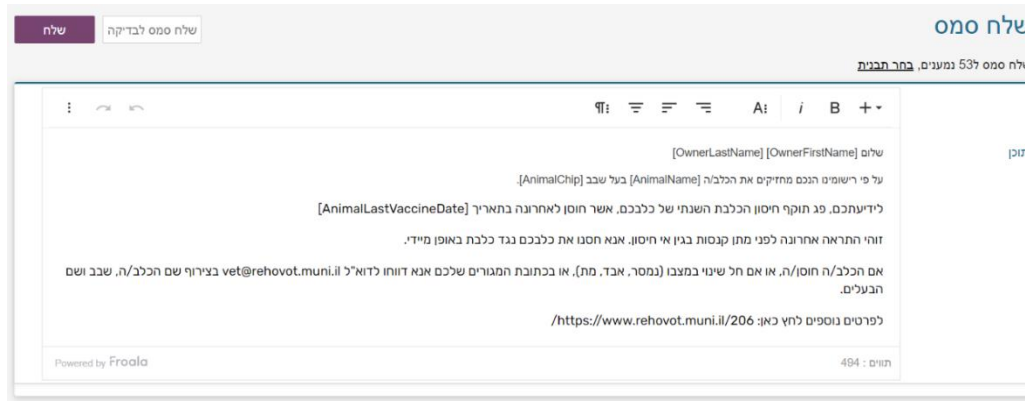 שלח סמס
שלח סמס לבדיקה
שלח
שלח סמס ל53 נמענים, בחר תבנית
תוכן
שלום [OwnerFirstName] [OwnerLastName]
על פי רישומינו הנכם מחזיקים את הכלב/ה [AnimalName] בעל שבב [AnimalChip].
לידיעתכם, פג תוקף חיסון הכלבת השנתי של כלבכם, אשר חוסן לאחרונה בתאריך [AnimalLastVaccineDate]
זוהי התראה אחרונה לפני מתן קנסות בגין אי חיסון. אנא חסנו את כלבכם נגד כלבת באופן מיידי.
אם הכלב/ה חוסן/ה, או אם חל שינוי במצבו (נמסר, אבד, מת), או בכתובת המגורים שלכם אנא דווחו לדוא"ל vet@rehovot.muni.il בצירוף שם הכלב/ה, שבב ושם
הבעלים.
לפרטים נוספים לחץ כאן: https://www.rehovot.muni.il/206/
תווים : 494
Powered by Froala